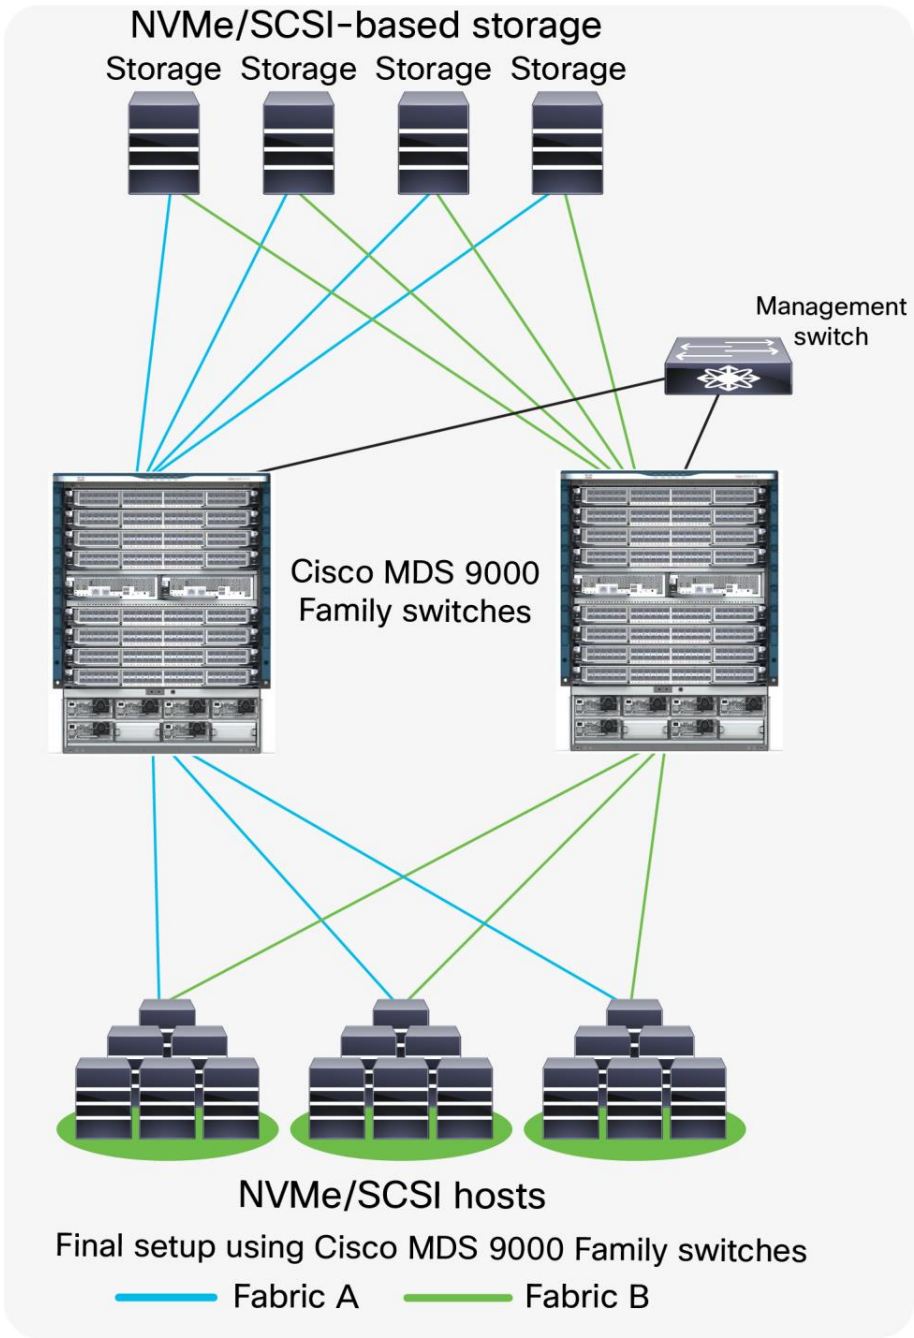 NVMe/SCSI-based storage
Storage Storage Storage Storage
Management
switch
Cisco MDS 9000
Family switches
NVMe/SCSI hosts
Final setup using Cisco MDS 9000 Family switches
Fabric A Fabric B